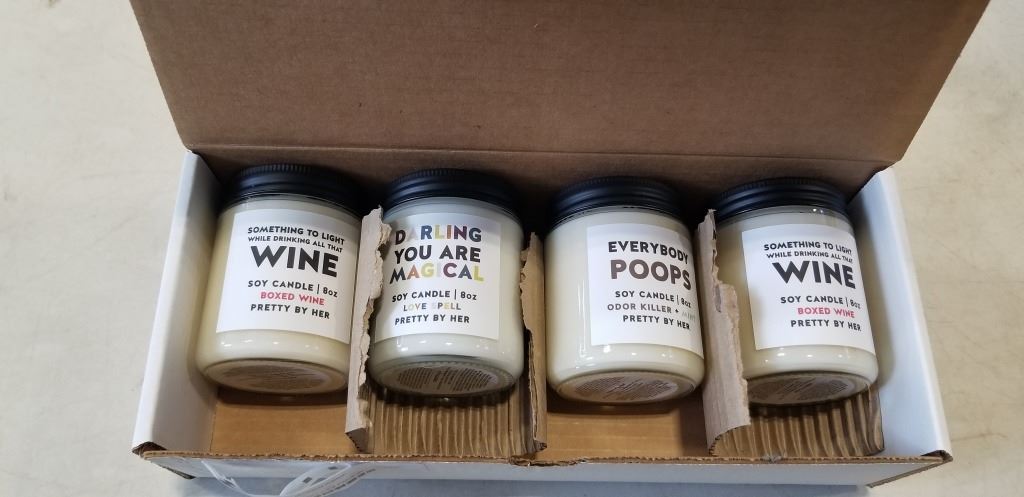 SOMETHING TO LIGHT
WHILE DRINKING ALL THAT
WINE
SOY CANDLE | 8oz
BOXED WINE
PRETTY BY HER
DARLING
YOU ARE
MAGICAL
SOY CANDLE | 8oz
LOVE SPELL
PRETTY BY HER
EVERYBODY
POOPS
SOY CANDLE | 8oz
ODOR KILLER +
PRETTY BY HER
SOMETHING TO LIGHT
WHILE DRINKING ALL THAT
WINE
SOY CANDLE | 8oz
BOXED WINE
PRETTY BY HER